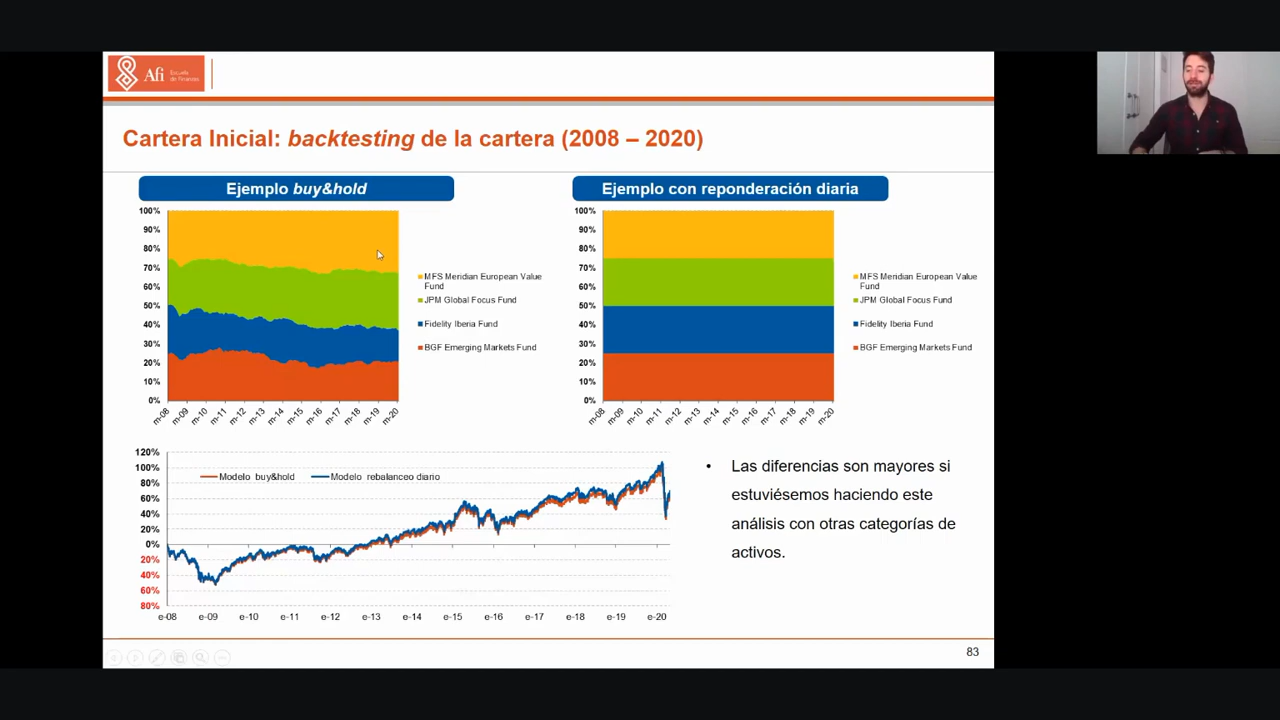 Afi
Escuela
de Finanzas
Cartera Inicial: backtesting de la cartera (2008 – 2020)
Ejemplo buy&hold
Ejemplo con reponderación diaria
100%
90%
80%
70%
60%
50%
40%
30%
20%
10%
0%
m-08
m-09
m-10
m-11
m-12
m-13
m-14
m-15
m-16
m-17
m-18
m-19
m-20
MFS Meridian European Value
Fund
JPM Global Focus Fund
Fidelity Iberia Fund
BGF Emerging Markets Fund
100%
90%
80%
70%
60%
50%
40%
30%
20%
10%
0%
m-08
m-09
m-10
m-11
m-12
m-13
m-14
m-15
m-16
m-17
m-18
m-19
m-20
MFS Meridian European Value
Fund
JPM Global Focus Fund
Fidelity Iberia Fund
BGF Emerging Markets Fund
120%
100%
80%
60%
40%
20%
0%
20%
40%
60%
80%
Modelo buy&hold
Modelo rebalanceo diario
e-08
e-09
e-10
e-11
e-12
e-13
e-14
e-15
e-16
e-17
e-18
e-19
e-20
• Las diferencias son mayores si
estuviésemos haciendo este
análisis con otras categorías de
activos.
83